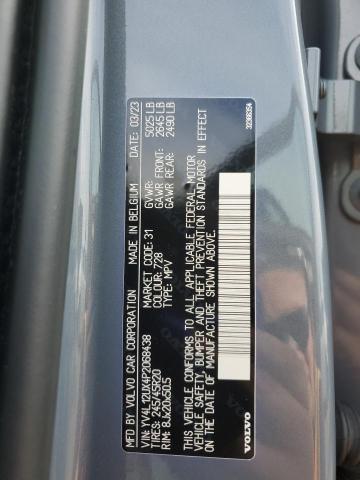 MFD BY VOLVO CAR CORPORATION MADE IN BELGIUM DATE: 03/23
VIN: YV4L12UX4P2068438 MARKET CODE: 31 GVWR: 5025 LB
TIRES: 245/45R20 COLOUR: 728 GAWR FRONT: 2645 LB
RIM: 8Jx20x50.5 TYPE: MPV GAWR REAR: 2490 LB
THIS VEHICLE CONFORMS TO ALL APPLICABLE FEDERAL MOTOR
VEHICLE SAFETY, BUMPER AND THEFT PREVENTION STANDARDS IN EFFECT
ON THE DATE OF MANUFACTURE SHOWN ABOVE.
VOLVO 32366354